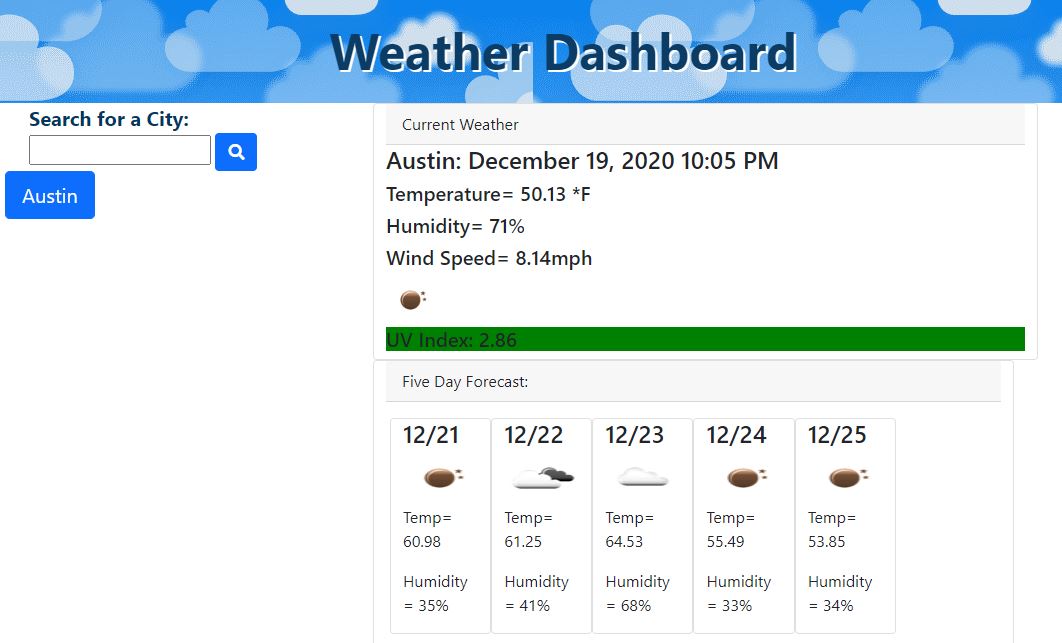 Weather Dashboard
Search for a City:
Austin
Current Weather
Austin: December 19, 2020 10:05 PM
Temperature= 50.13 *F
Humidity= 71%
Wind Speed= 8.14mph
UV Index: 2.86
Five Day Forecast:
12/21
Temp=
60.98
Humidity
= 35%
12/22
Temp=
61.25
Humidity
= 41%
12/23
Temp=
64.53
Humidity
= 68%
12/24
Temp=
55.49
Humidity
= 33%
12/25
Temp=
53.85
Humidity
= 34%